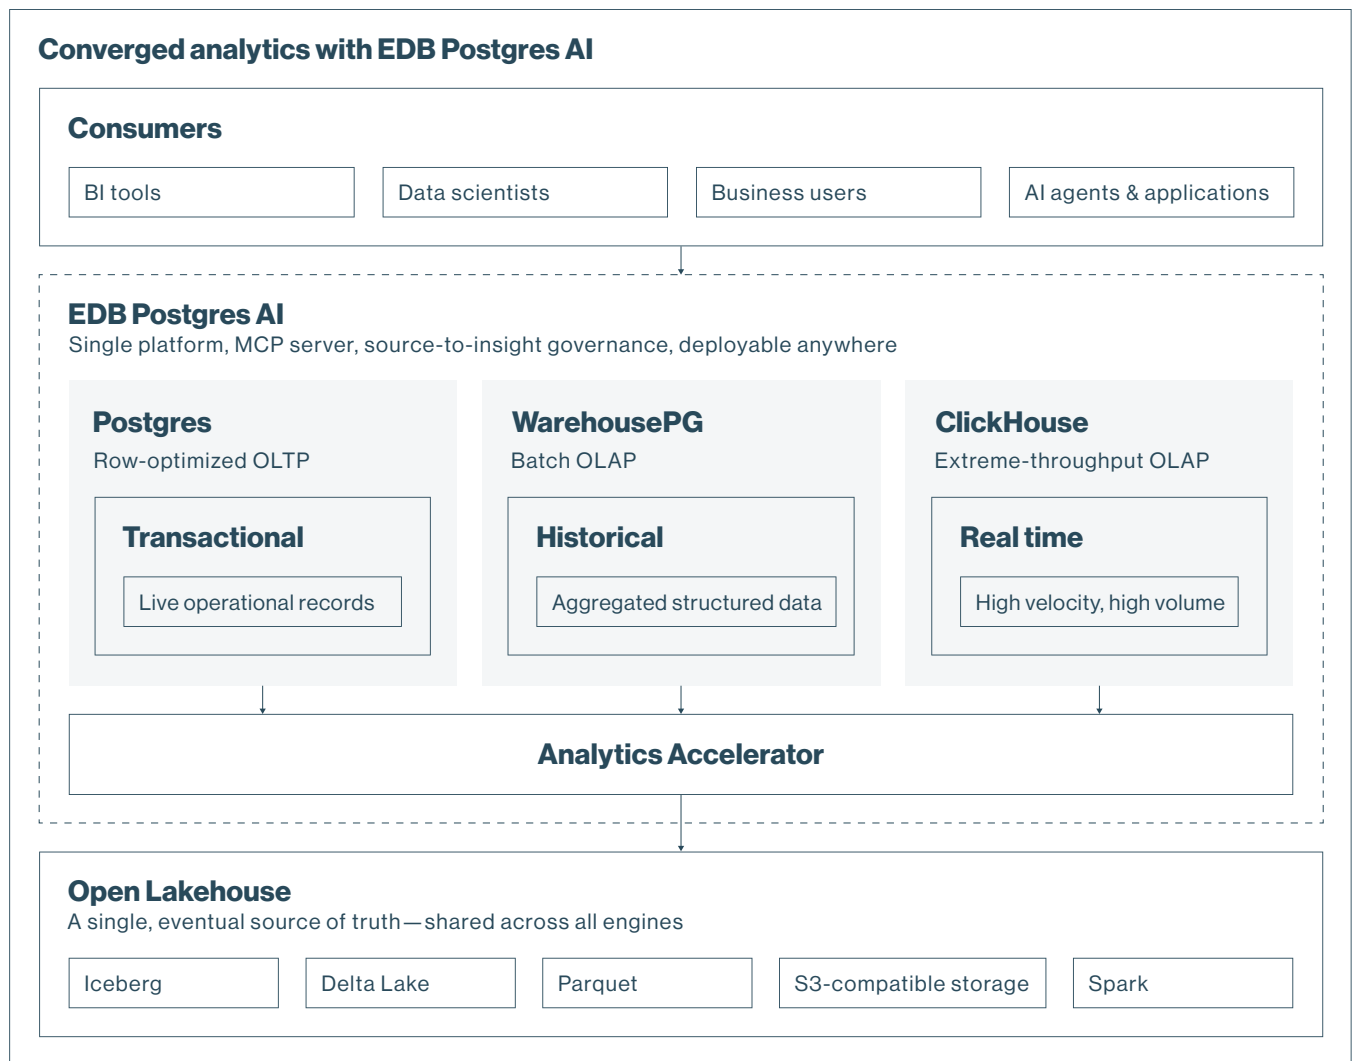 Converged analytics with EDB Postgres AI
Consumers
BI tools
Data scientists
Business users
AI agents & applications
EDB Postgres AI
Single platform, MCP server, source-to-insight governance, deployable anywhere
Postgres
Row-optimized OLTP
Transactional
Live operational records
WarehousePG
Batch OLAP
Historical
Aggregated structured data
ClickHouse
Extreme-throughput OLAP
Real time
High velocity, high volume
Analytics Accelerator
Open Lakehouse
A single, eventual source of truth—shared across all engines
Iceberg
Delta Lake
Parquet
S3-compatible storage
Spark